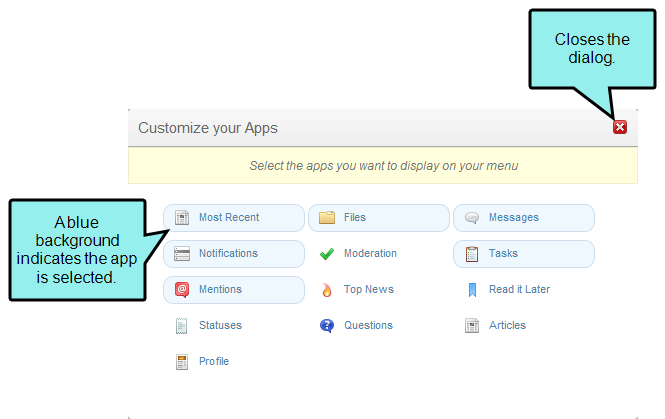 Closes the
dialog.
Customize your Apps
Select the apps you want to display on your menu
A blue
background
indicates the app
is selected.
Most Recent
Files
Messages
Notifications
Moderation
Tasks
Mentions
Top News
Read it Later
Statuses
Questions
Articles
Profile